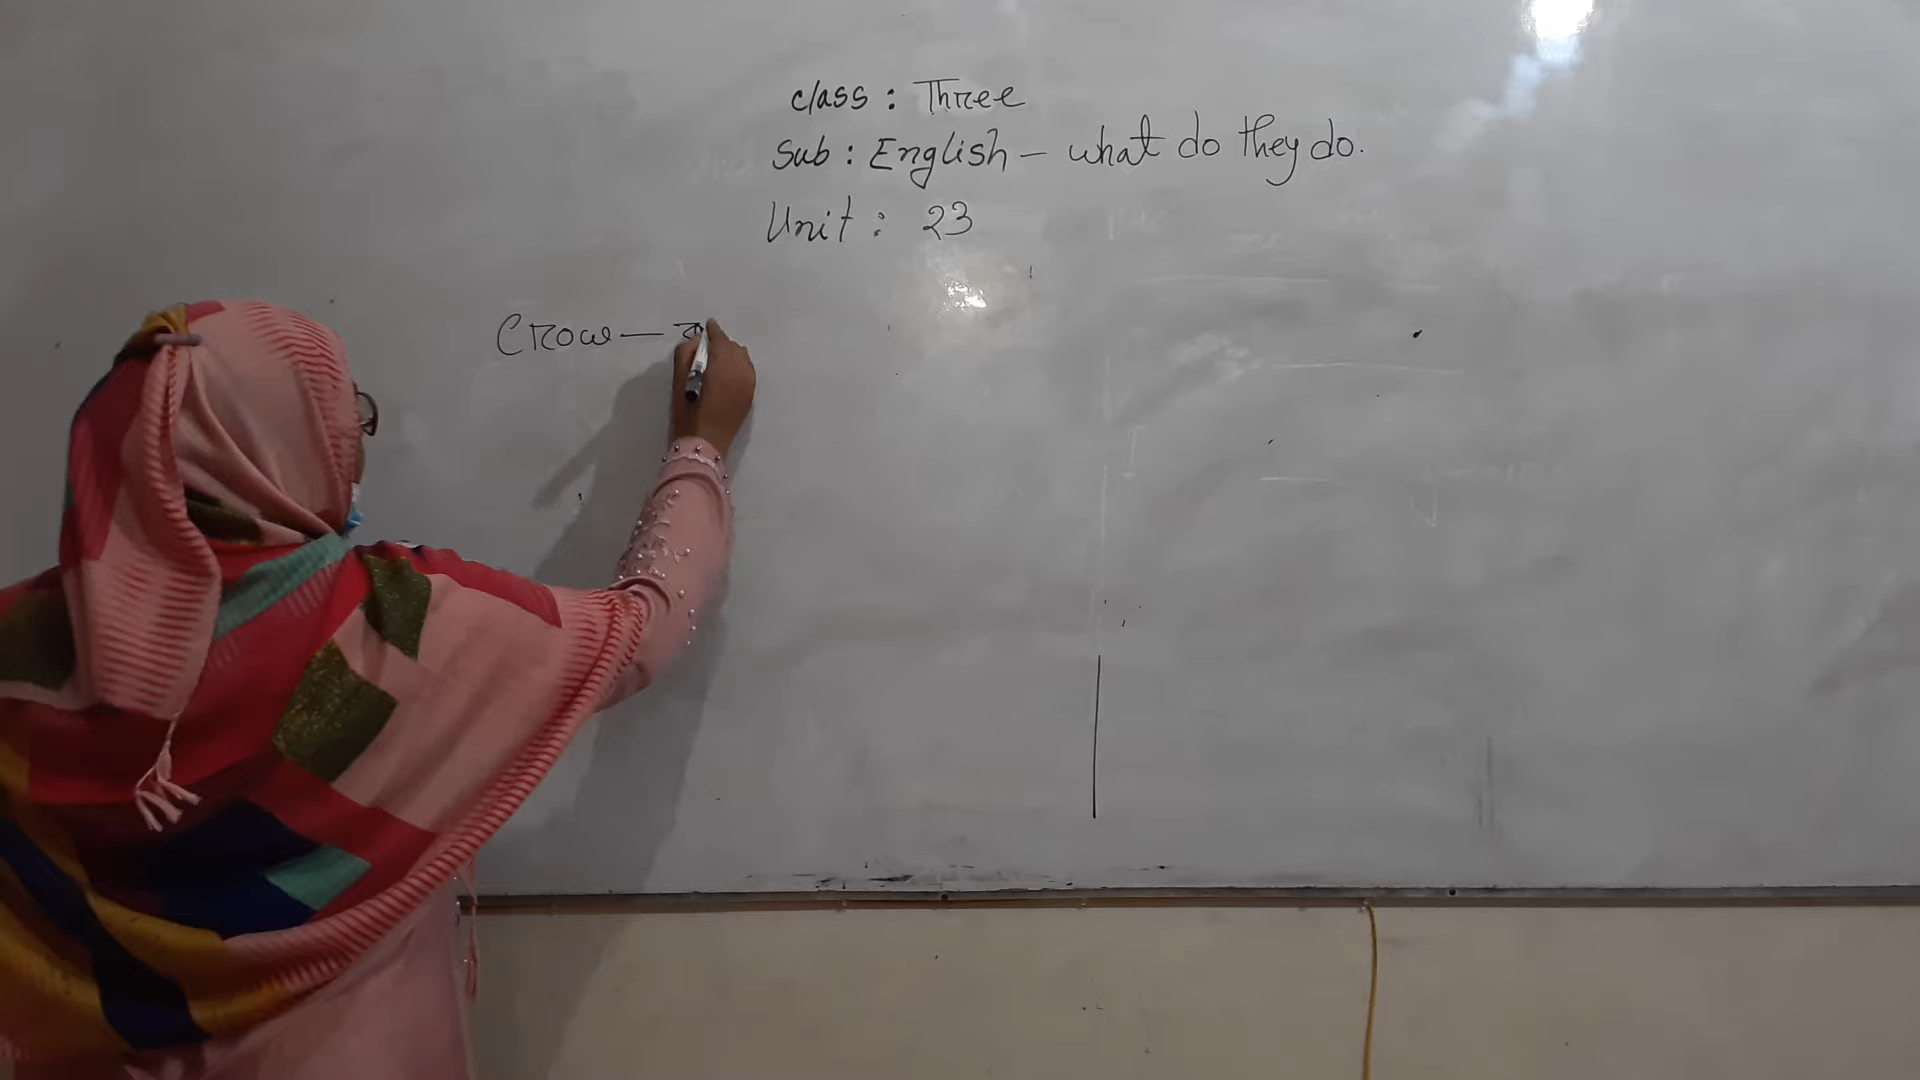 class : Three
Sub : English - what do they do.
Unit : 23
Crow - ক